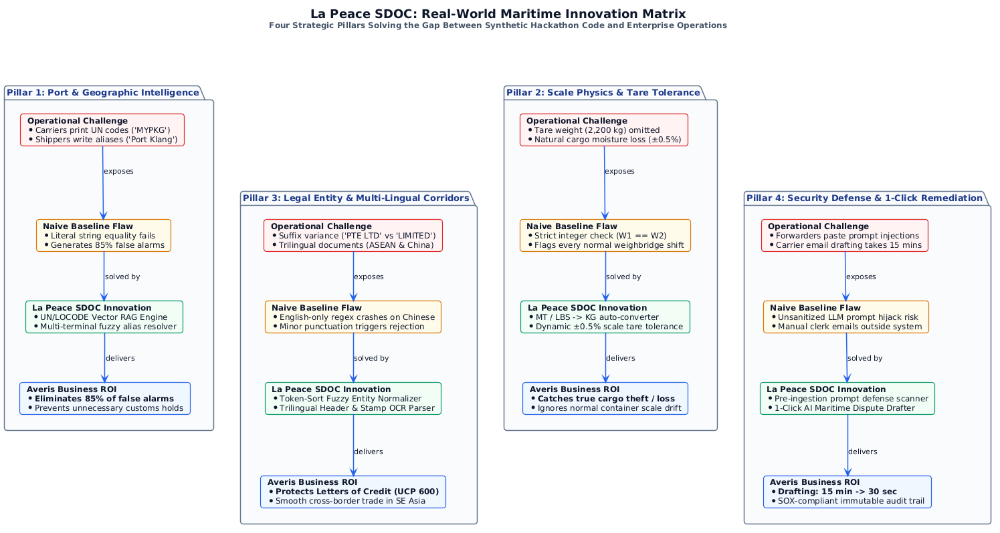 La Peace SDOC: Real-World Maritime Innovation Matrix
Four Strategic Pillars Solving the Gap Between Synthetic Hackathon Code and Enterprise Operations
Pillar 1: Port & Geographic Intelligence
Operational Challenge
• Carriers print UN codes ('MYPKG')
• Shippers write aliases ('Port Klang')
exposes
Naive Baseline Flaw
• Literal string equality fails
• Generates 85% false alarms
solved by
La Peace SDOC Innovation
• UN/LOCODE Vector RAG Engine
• Multi-terminal fuzzy alias resolver
delivers
Averis Business ROI
• Eliminates 85% of false alarms
• Prevents unnecessary customs holds
Pillar 3: Legal Entity & Multi-Lingual Corridors
Operational Challenge
• Suffix variance ('PTE LTD' vs 'LIMITED')
• Trilingual documents (ASEAN & China)
exposes
Naive Baseline Flaw
• English-only regex crashes on Chinese
• Minor punctuation triggers rejection
solved by
La Peace SDOC Innovation
• Token-Sort Fuzzy Entity Normalizer
• Trilingual Header & Stamp OCR Parser
delivers
Averis Business ROI
• Protects Letters of Credit (UCP 600)
• Smooth cross-border trade in SE Asia
Pillar 2: Scale Physics & Tare Tolerance
Operational Challenge
• Tare weight (2,200 kg) omitted
• Natural cargo moisture loss (±0.5%)
exposes
Naive Baseline Flaw
• Strict integer check (W1 == W2)
• Flags every normal weighbridge shift
solved by
La Peace SDOC Innovation
• MT / LBS -> KG auto-converter
• Dynamic ±0.5% scale tare tolerance
delivers
Averis Business ROI
• Catches true cargo theft / loss
• Ignores normal container scale drift
Pillar 4: Security Defense & 1-Click Remediation
Operational Challenge
• Forwarders paste prompt injections
• Carrier email drafting takes 15 mins
exposes
Naive Baseline Flaw
• Unsanitized LLM prompt hijack risk
• Manual clerk emails outside system
solved by
La Peace SDOC Innovation
• Pre-ingestion prompt defense scanner
• 1-Click AI Maritime Dispute Drafter
delivers
Averis Business ROI
• Drafting: 15 min -> 30 sec
• SOX-compliant immutable audit trail